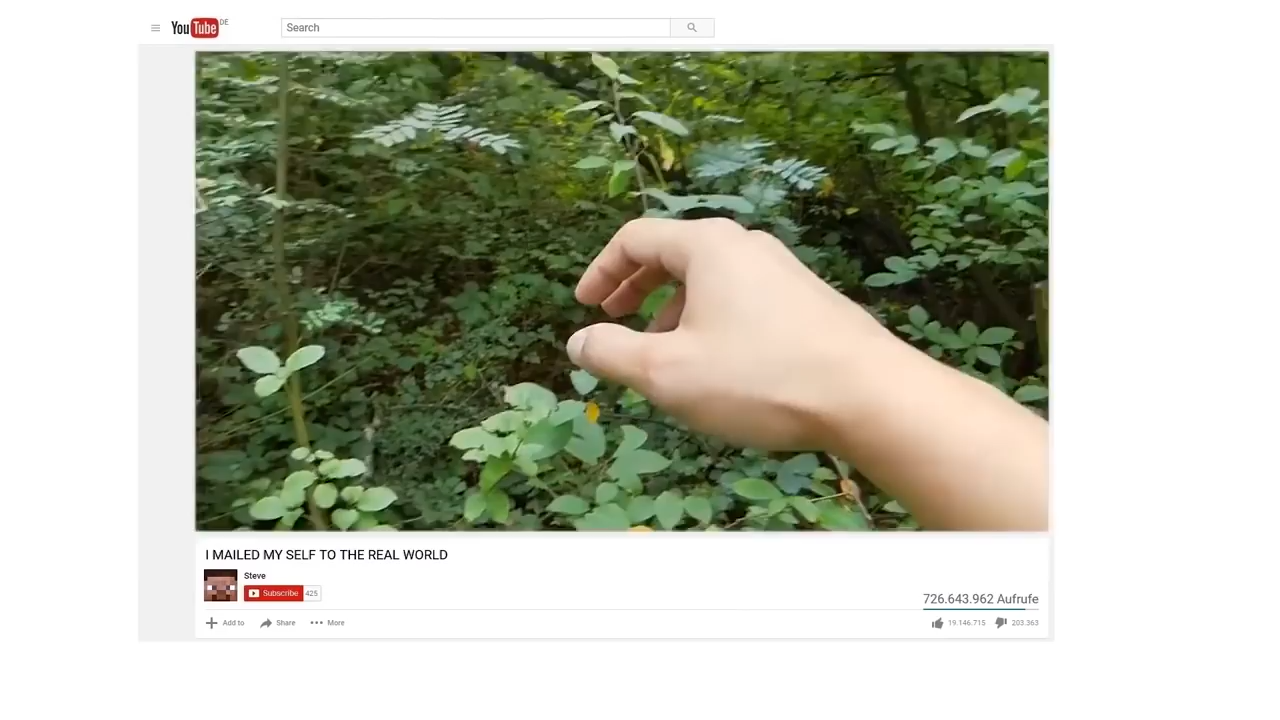 YouTube DE
Search
I MAILED MY SELF TO THE REAL WORLD
Steve
Subscribe 425
726.643.962 Aufrufe
Add to Share More
19.146.715 203.363